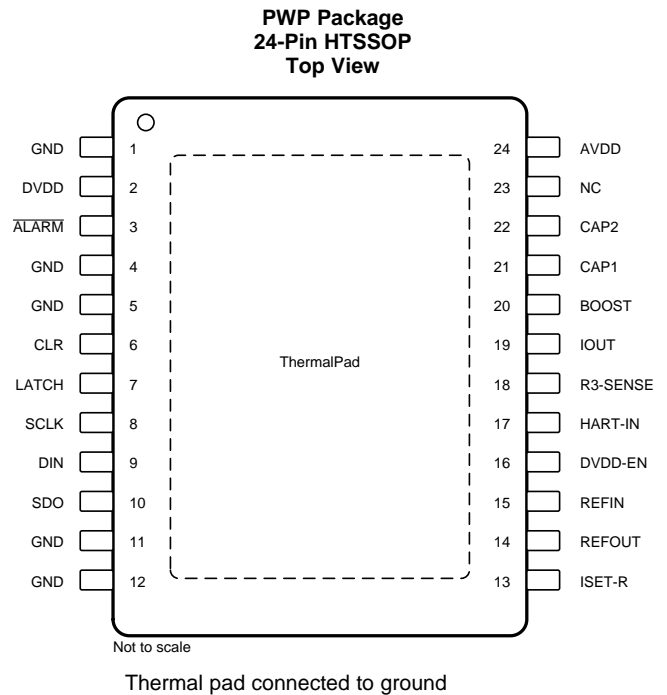 PWP Package
24-Pin HTSSOP
Top View
GND 1 24 AVDD
DVDD 2 23 NC
ALARM 3 22 CAP2
GND 4 21 CAP1
GND 5 20 BOOST
CLR 6 19 IOUT
ThermalPad
LATCH 7 18 R3-SENSE
SCLK 8 17 HART-IN
DIN 9 16 DVDD-EN
SDO 10 15 REFIN
GND 11 14 REFOUT
GND 12 13 ISET-R
Not to scale
Thermal pad connected to ground